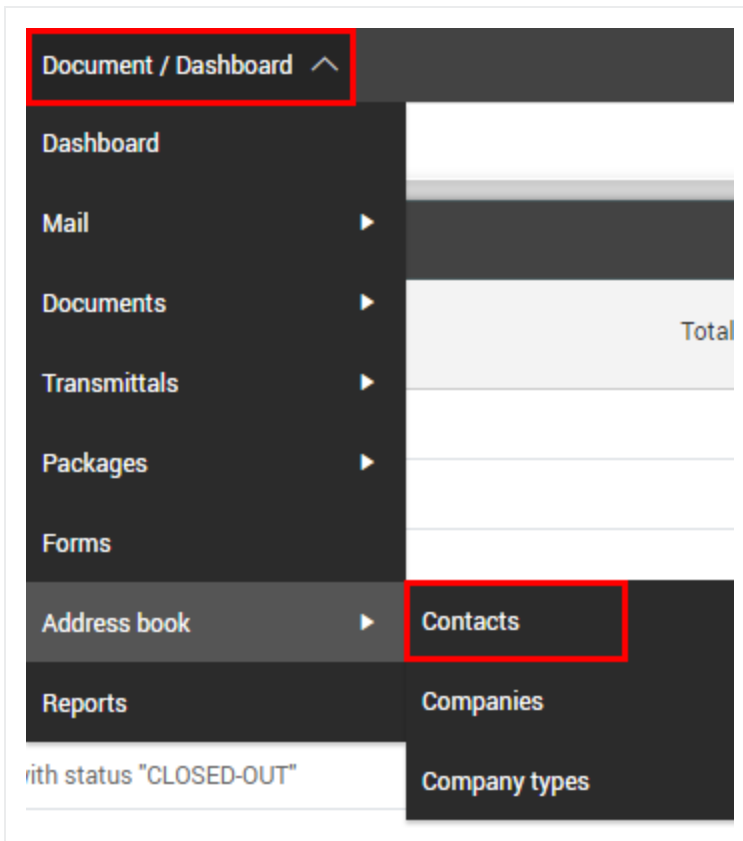 Document / Dashboard
Dashboard
Mail
Documents
Total
Transmittals
Packages
Forms
Address book
Contacts
Reports
Companies
with status "CLOSED-OUT"
Company types